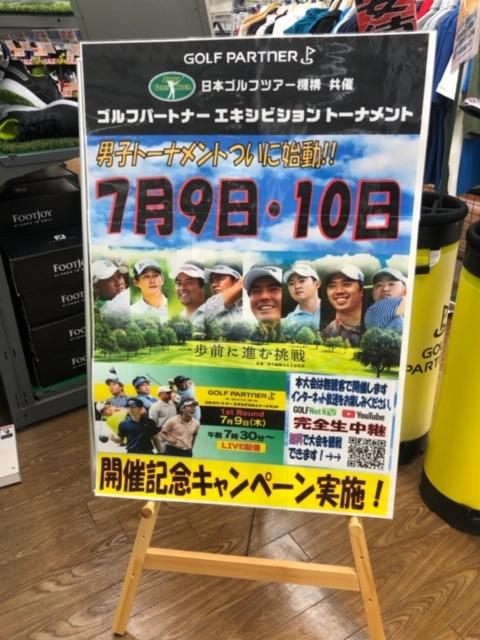 GOLF PARTNER
日本ゴルフツアー機構 共催
ゴルフパートナー エキシビション トーナメント
男子トーナメントついに始動!!
7月9日・10日
歩前に進む挑戦
GOLF PARTNER
1st Round
7月9日(木)
午前7時30分~
LIVE配信
本大会は無観客で開催します
インターネット放送をお楽しみください。
GOLFNetTV YouTube
完全生中継
無料で大会を観戦
できます!→→
開催記念キャンペーン実施!
FOOTJOY
FOOTJOY
FOOTJOY
GOLF
PARTNER
GOLF